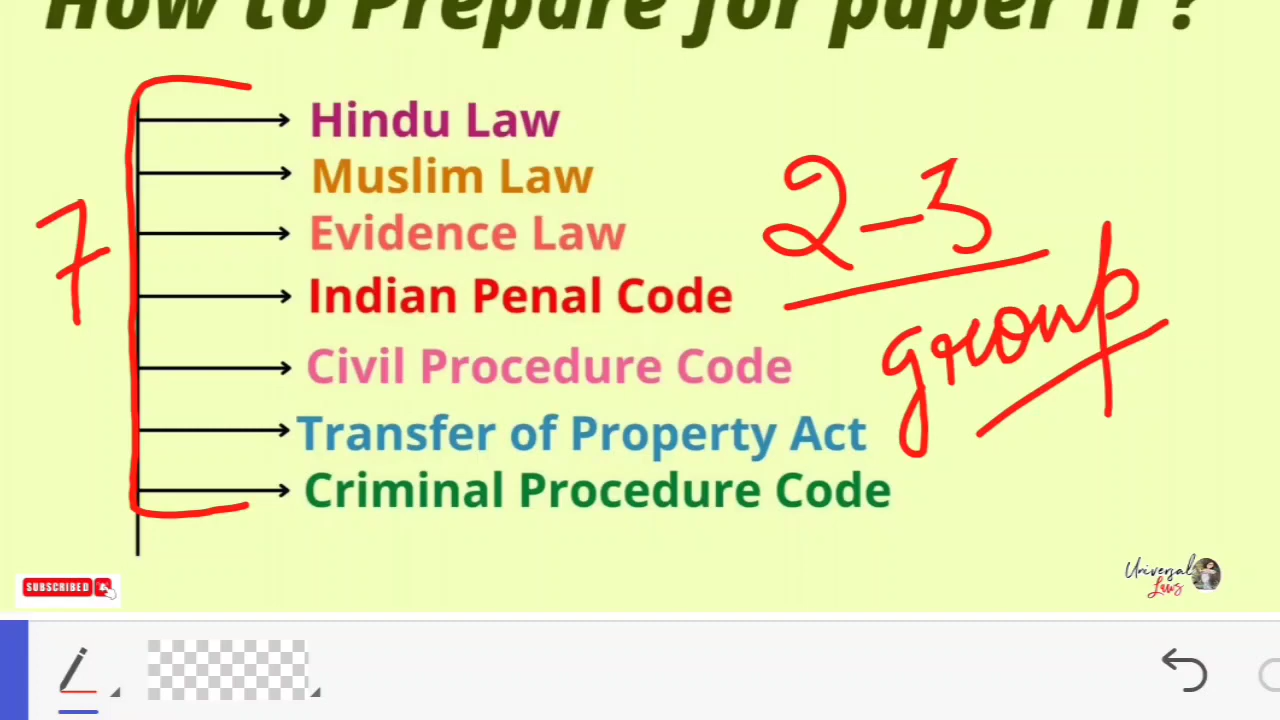 How to Prepare for paper II ?
Hindu Law
Muslim Law
Evidence Law
Indian Penal Code
Civil Procedure Code
Transfer of Property Act
Criminal Procedure Code
7
2-3
group
SUBSCRIBED
Universal
Laws